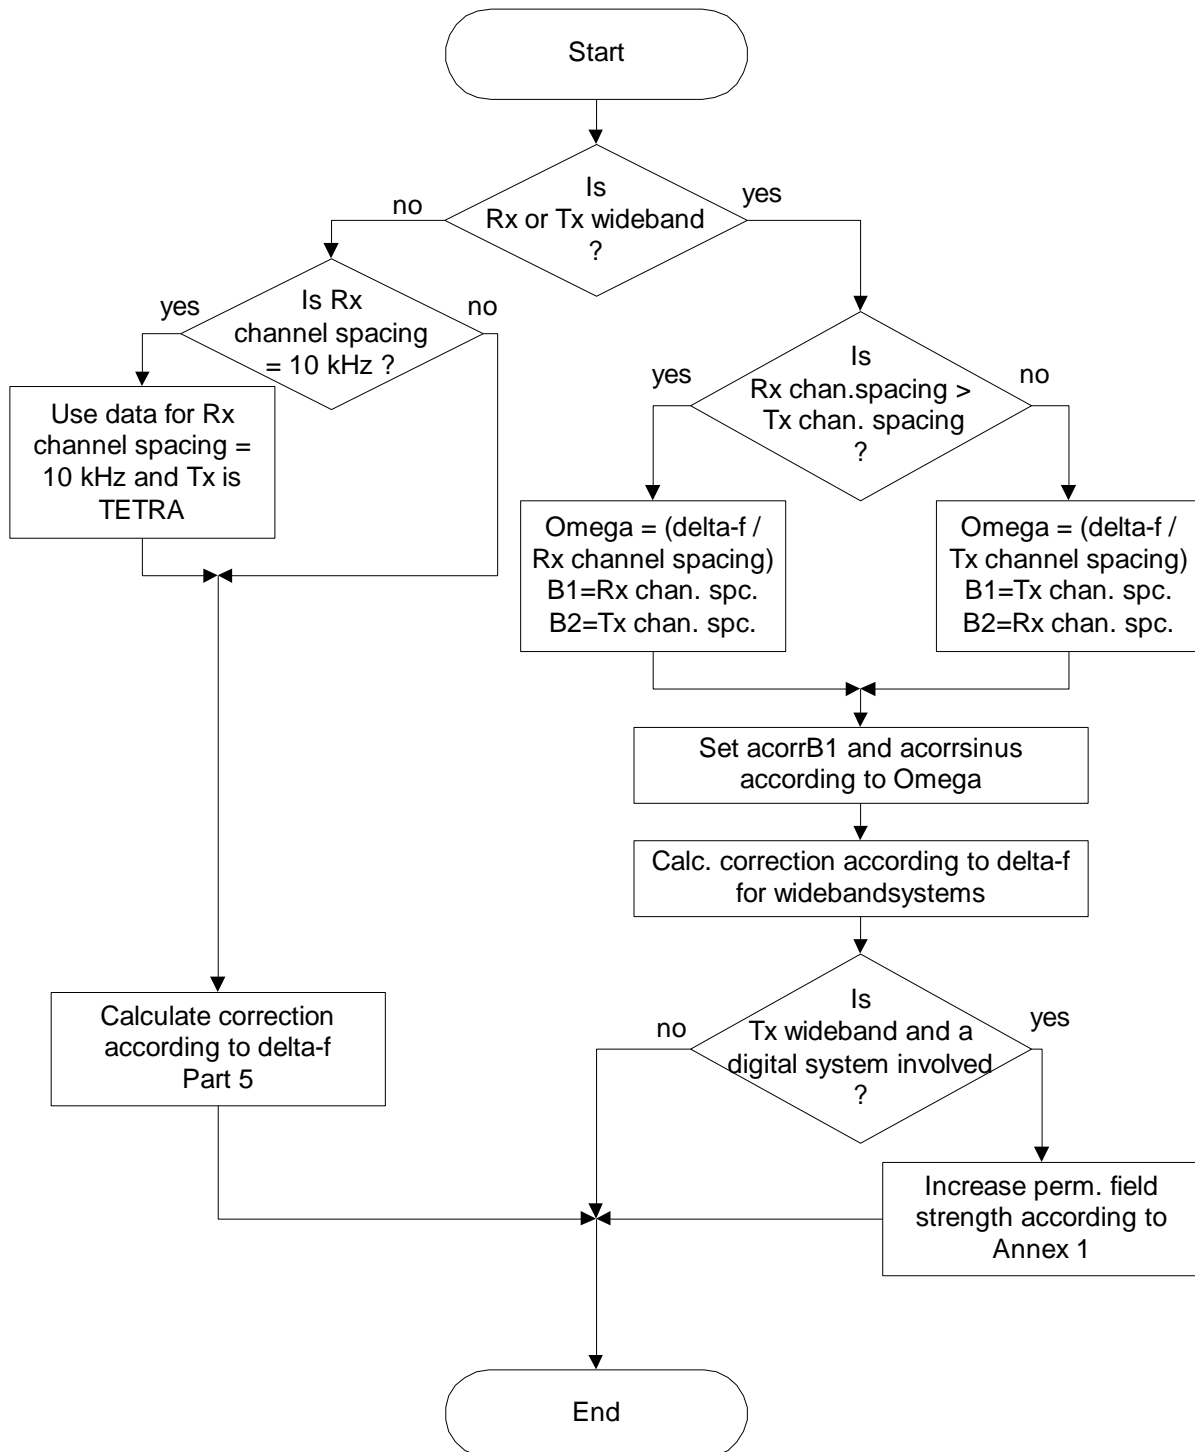 Start
Is
Rx or Tx wideband
?
no
yes
Is Rx
channel spacing
= 10 kHz ?
yes
no
Is
Rx chan.spacing >
Tx chan. spacing
?
yes
no
Use data for Rx
channel spacing =
10 kHz and Tx is
TETRA
Omega = (delta-f /
Rx channel spacing)
B1=Rx chan. spc.
B2=Tx chan. spc.
Omega = (delta-f /
Tx channel spacing)
B1=Tx chan. spc.
B2=Rx chan. spc.
Set acorrB1 and acorrsinus
according to Omega
Calc. correction according to delta-f
for widebandsystems
Calculate correction
according to delta-f
Part 5
Is
Tx wideband and a
digital system involved
?
no
yes
Increase perm. field
strength according to
Annex 1
End